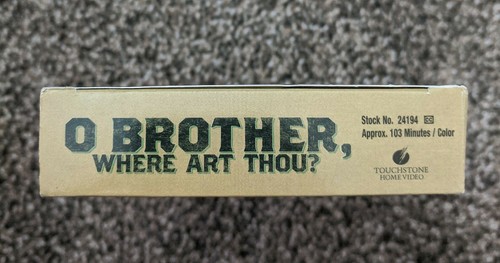 O BROTHER,
WHERE ART THOU?
Stock No. 24194
Approx. 103 Minutes / Color
TOUCHSTONE
HOME VIDEO